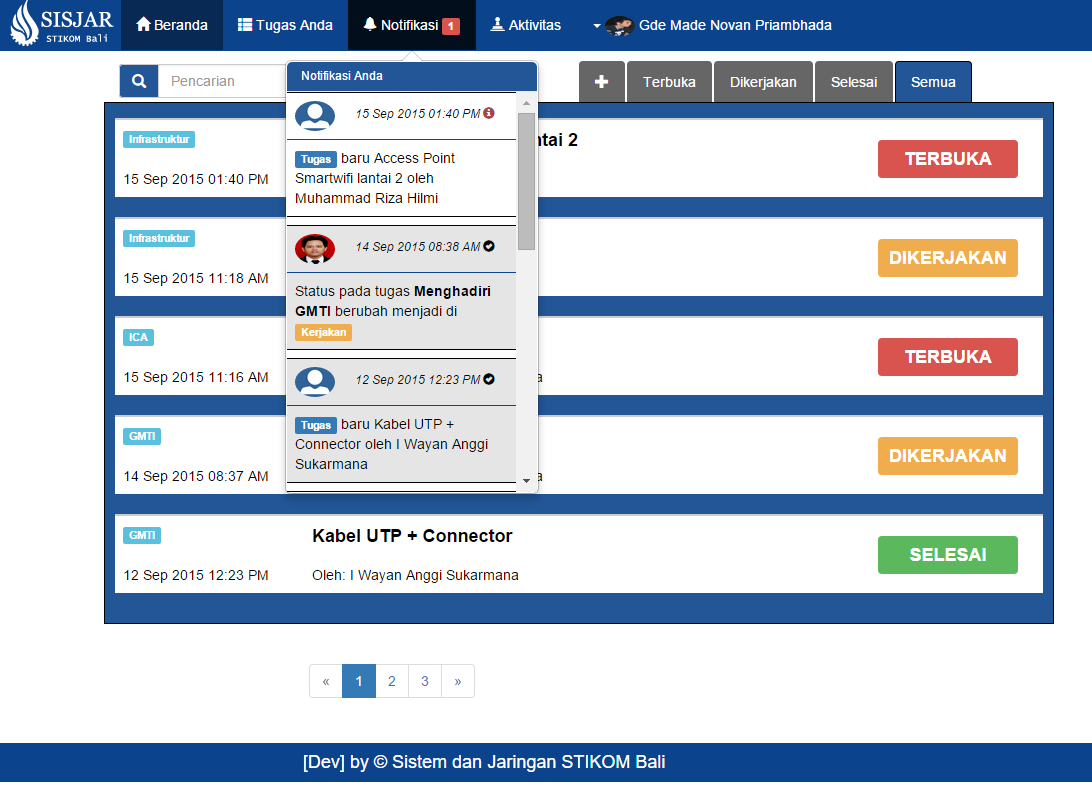 SISJAR
STIKOM Bali
Beranda
Tugas Anda
Notifikasi 1
Aktivitas
Gde Made Novan Priambhada
Pencarian
Notifikasi Anda
15 Sep 2015 01:40 PM
Tugas baru Access Point
Smartwifi lantai 2 oleh
Muhammad Riza Hilmi
14 Sep 2015 08:38 AM
Status pada tugas Menghadiri
GMTI berubah menjadi di
Kerjakan
12 Sep 2015 12:23 PM
Tugas baru Kabel UTP +
Connector oleh I Wayan Anggi
Sukarmana
+
Terbuka
Dikerjakan
Selesai
Semua
Infrastruktur
ntai 2
15 Sep 2015 01:40 PM
TERBUKA
Infrastruktur
15 Sep 2015 11:18 AM
DIKERJAKAN
ICA
15 Sep 2015 11:16 AM
a
TERBUKA
GMTI
14 Sep 2015 08:37 AM
a
DIKERJAKAN
GMTI
Kabel UTP + Connector
12 Sep 2015 12:23 PM
Oleh: I Wayan Anggi Sukarmana
SELESAI
« 1 2 3 »
[Dev] by © Sistem dan Jaringan STIKOM Bali